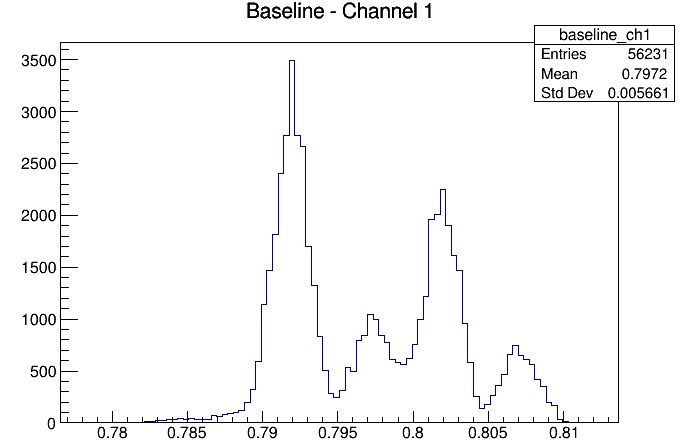 Baseline - Channel 1
baseline_ch1
Entries 56231
Mean 0.7972
Std Dev 0.005661
3500
3000
2500
2000
1500
1000
500
0
0.78 0.785 0.79 0.795 0.8 0.805 0.81